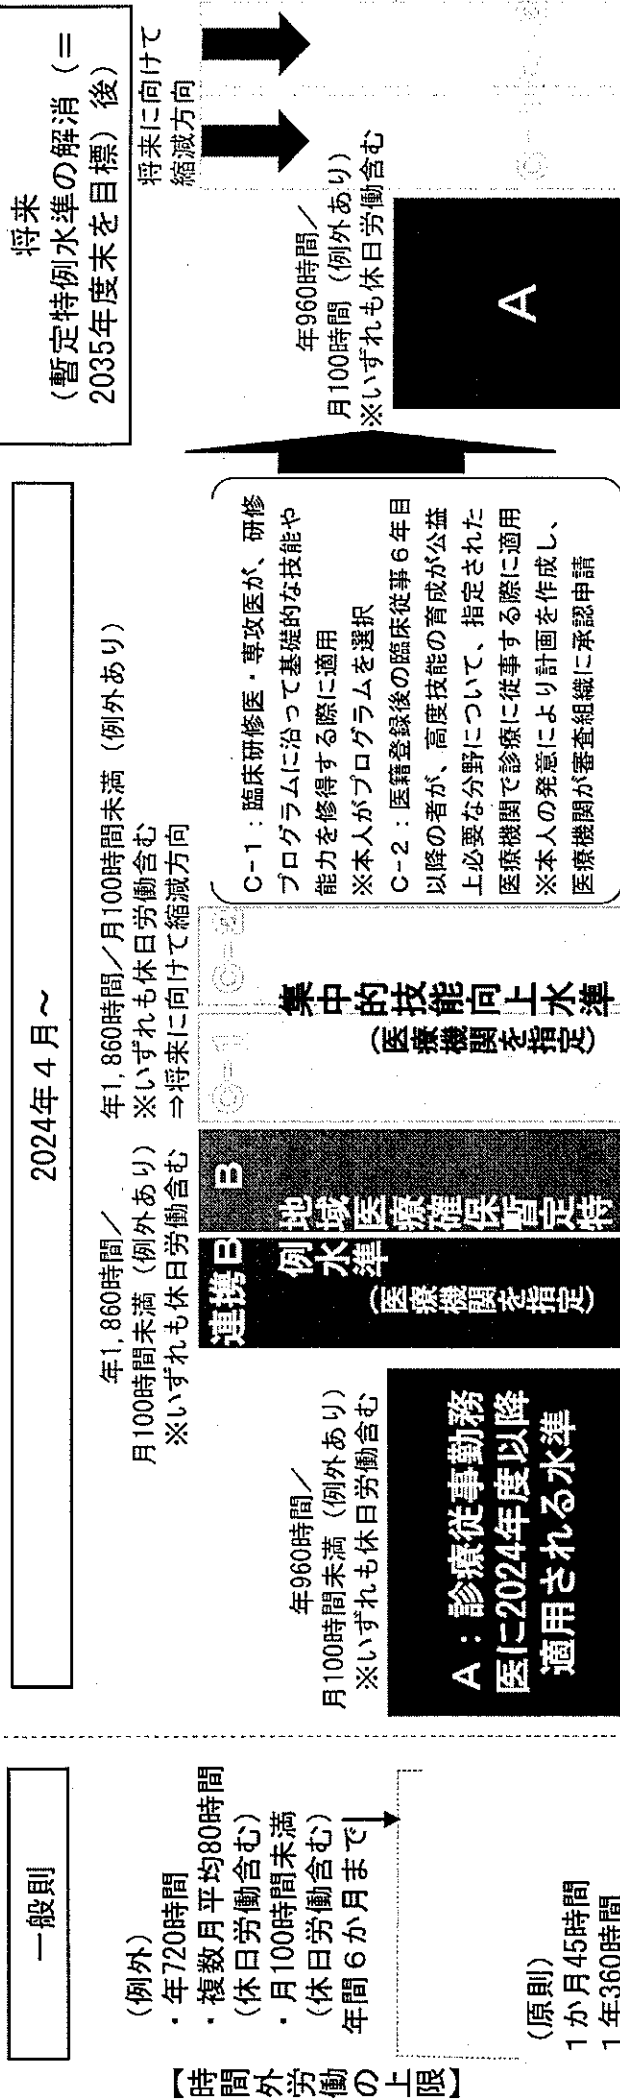 【時間外労働の上限】
一般則
（例外）
・年720時間
・複数月平均80時間
（休日労働含む）
・月100時間未満
（休日労働含む）
年間６か月まで
（原則）
１か月45時間
１年360時間
2024年４月～
年960時間／
月100時間未満（例外あり）
※いずれも休日労働含む
Ａ：診療従事勤務
医に2024年度以降
適用される水準
年1,860時間／
月100時間未満（例外あり）
※いずれも休日労働含む
連携Ｂ
Ｂ
地域医療確保暫定特
例水準
（医療機関を指定）
年1,860時間／月100時間未満（例外あり）
※いずれも休日労働含む
⇒将来に向けて縮減方向
Ｃ-1
Ｃ-2
集中的技能向上水準
（医療機関を指定）
Ｃ-1：臨床研修医・専攻医が、研修
プログラムに沿って基礎的な技能や
能力を修得する際に適用
※本人がプログラムを選択
Ｃ-2：医籍登録後の臨床従事６年目
以降の者が、高度技能の育成が公益
上必要な分野について、指定された
医療機関で診療に従事する際に適用
※本人の発意により計画を作成し、
医療機関が審査組織に承認申請
将来
（暫定特例水準の解消（＝
2035年度末を目標）後）
将来に向けて
縮減方向
年960時間／
月100時間（例外あり）
※いずれも休日労働含む
Ａ